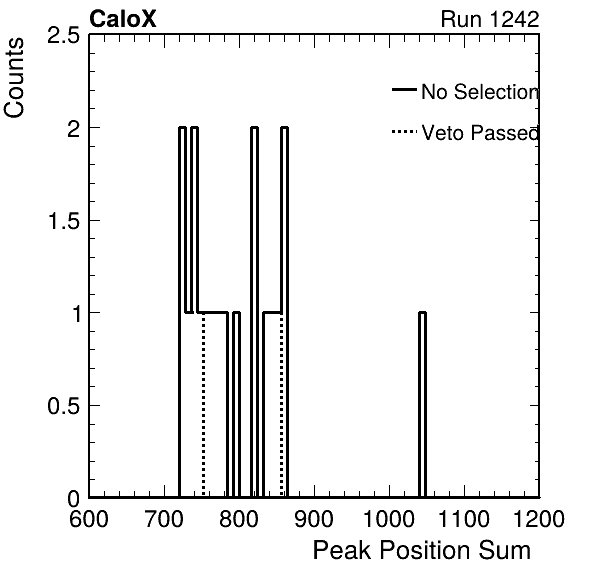 CaloX Run 1242
Counts
2.5
2
1.5
1
0.5
0
No Selection
Veto Passed
600 700 800 900 1000 1100 1200
Peak Position Sum